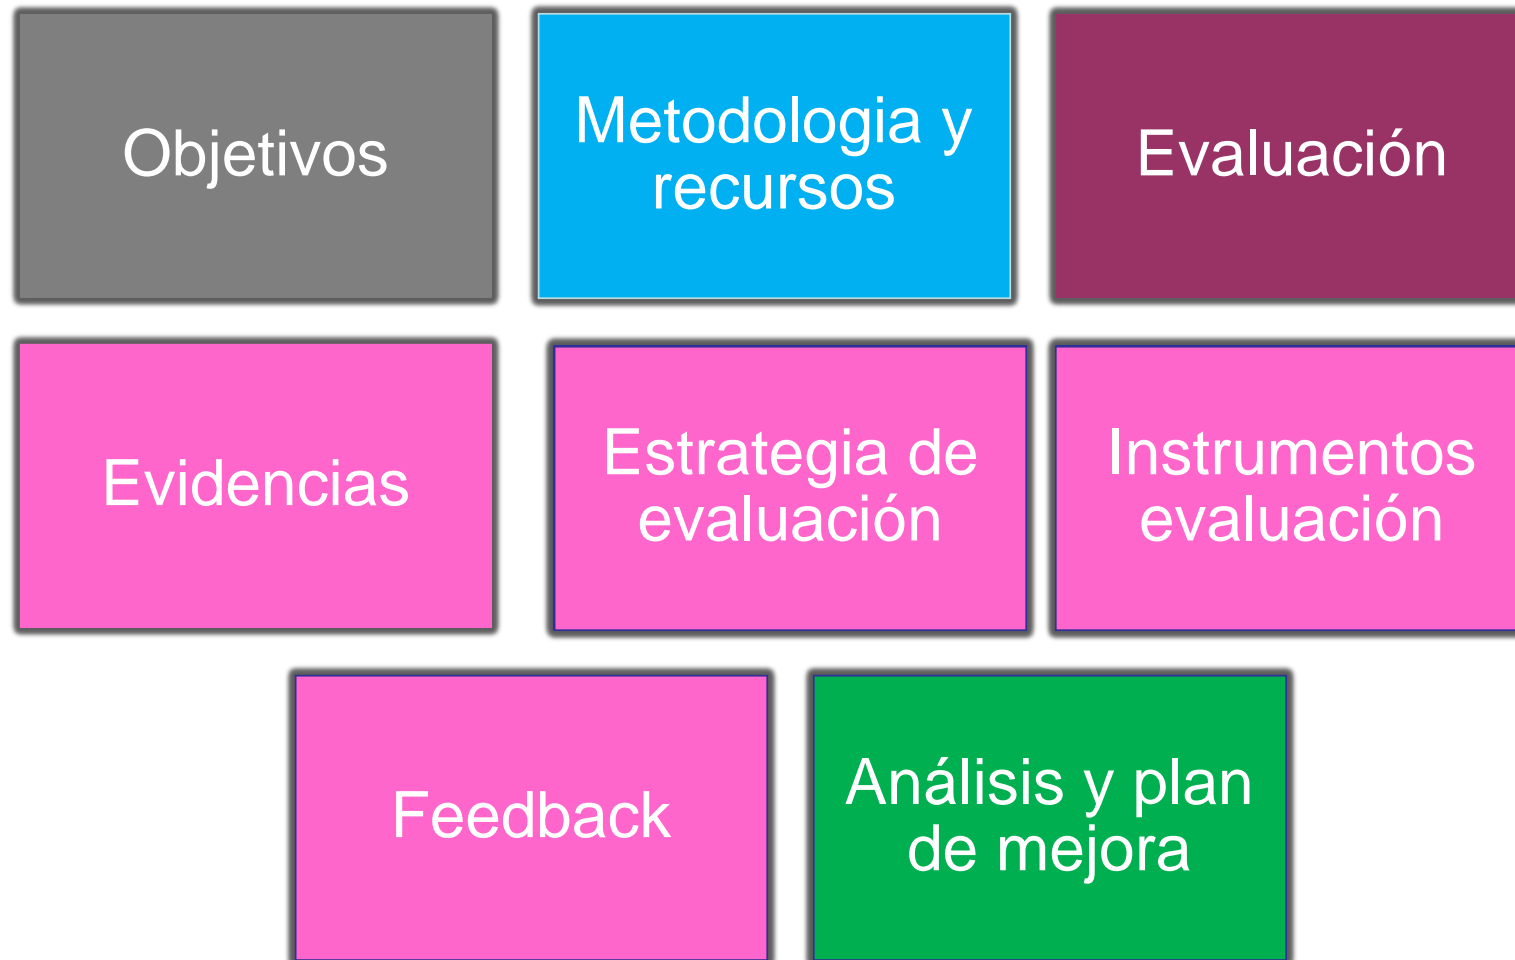 Objetivos
Metodologia y
recursos
Evaluación
Evidencias
Estrategia de
evaluación
Instrumentos
evaluación
Feedback
Análisis y plan
de mejora